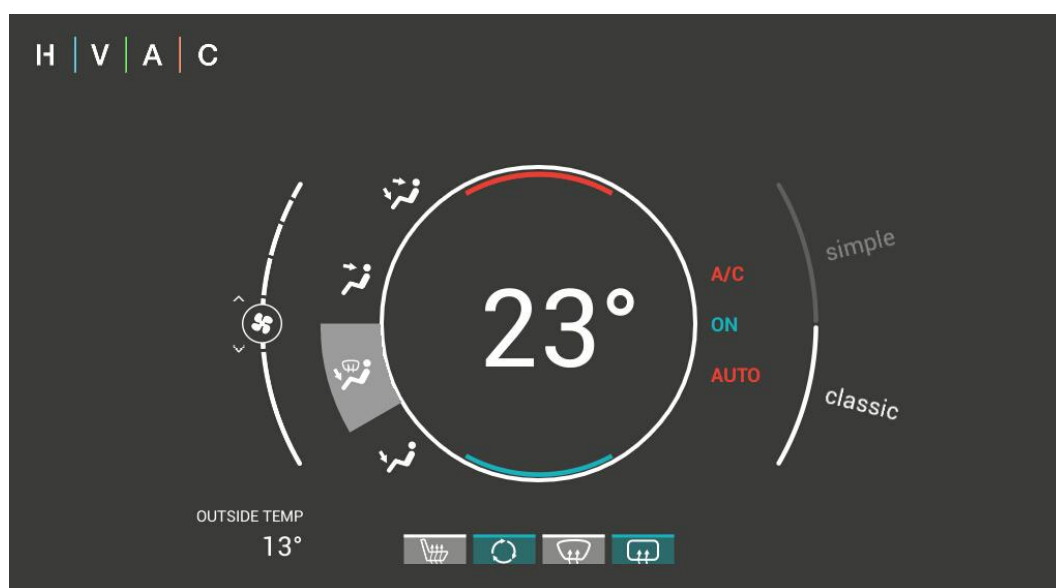 H | V | A | C
simple
A/C
23°
ON
AUTO
classic
OUTSIDE TEMP
13°